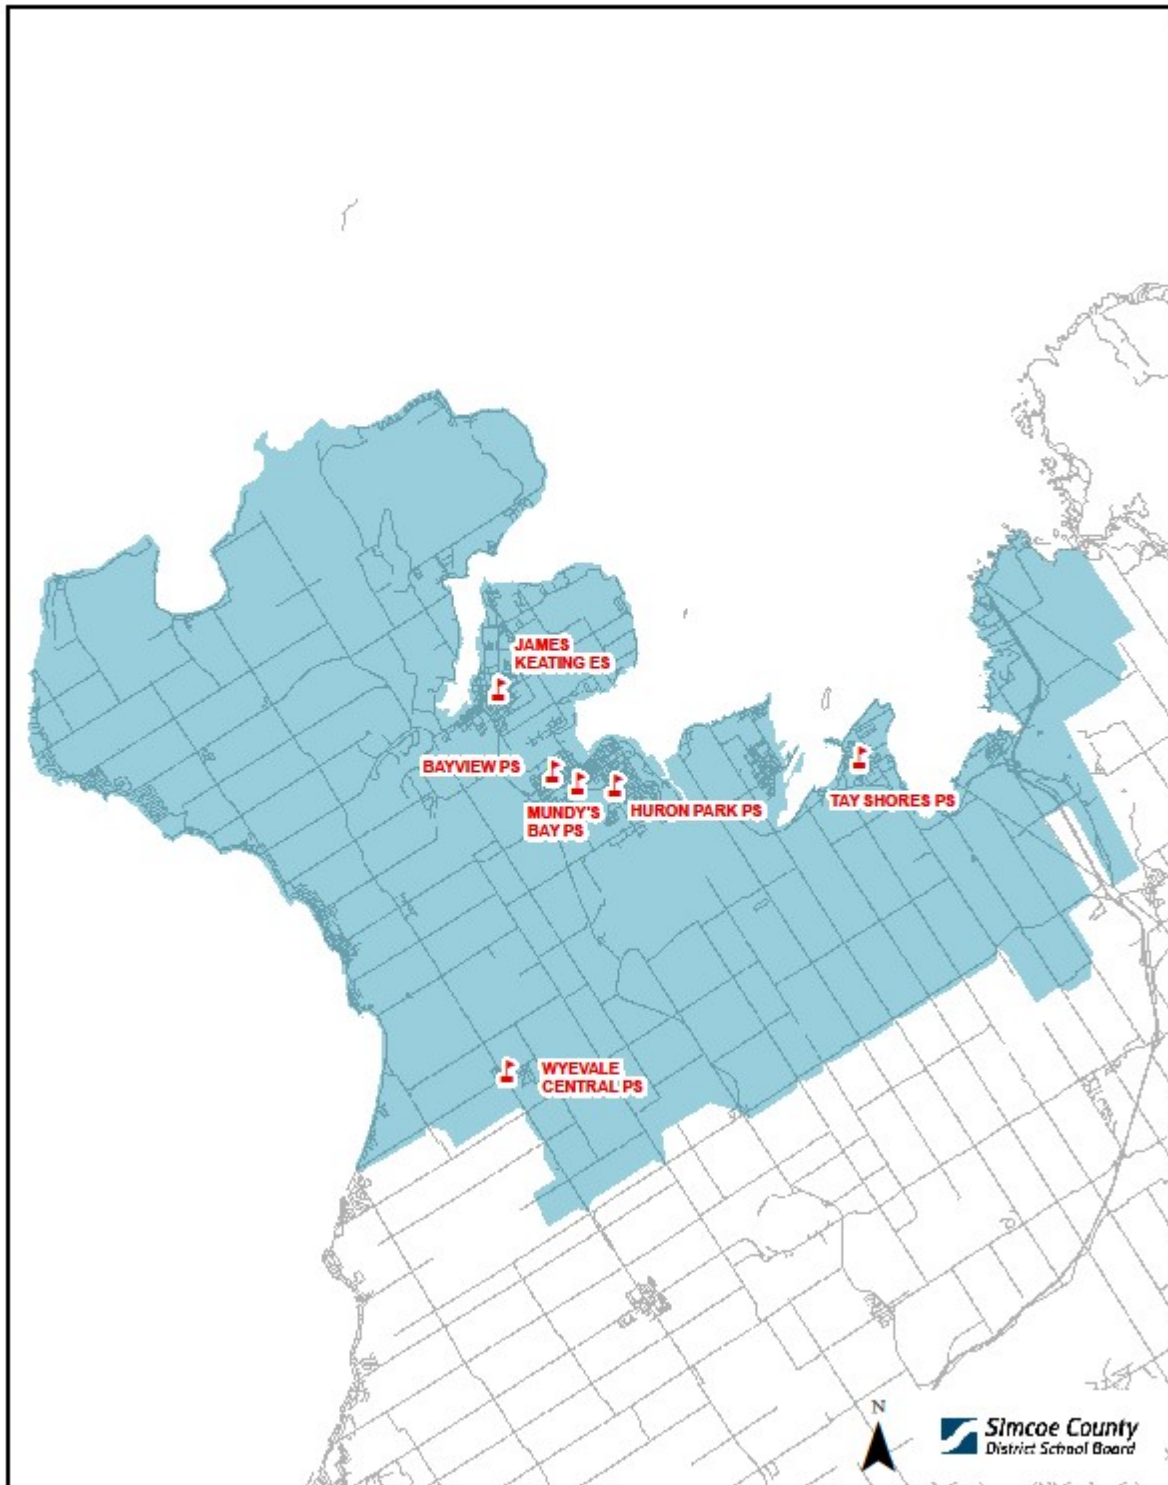 JAMES
KEATING ES
BAYVIEW PS
MUNDY'S
BAY PS
HURON PARK PS
TAY SHORES PS
WYEVALE
CENTRAL PS
N
Simcoe County
District School Board